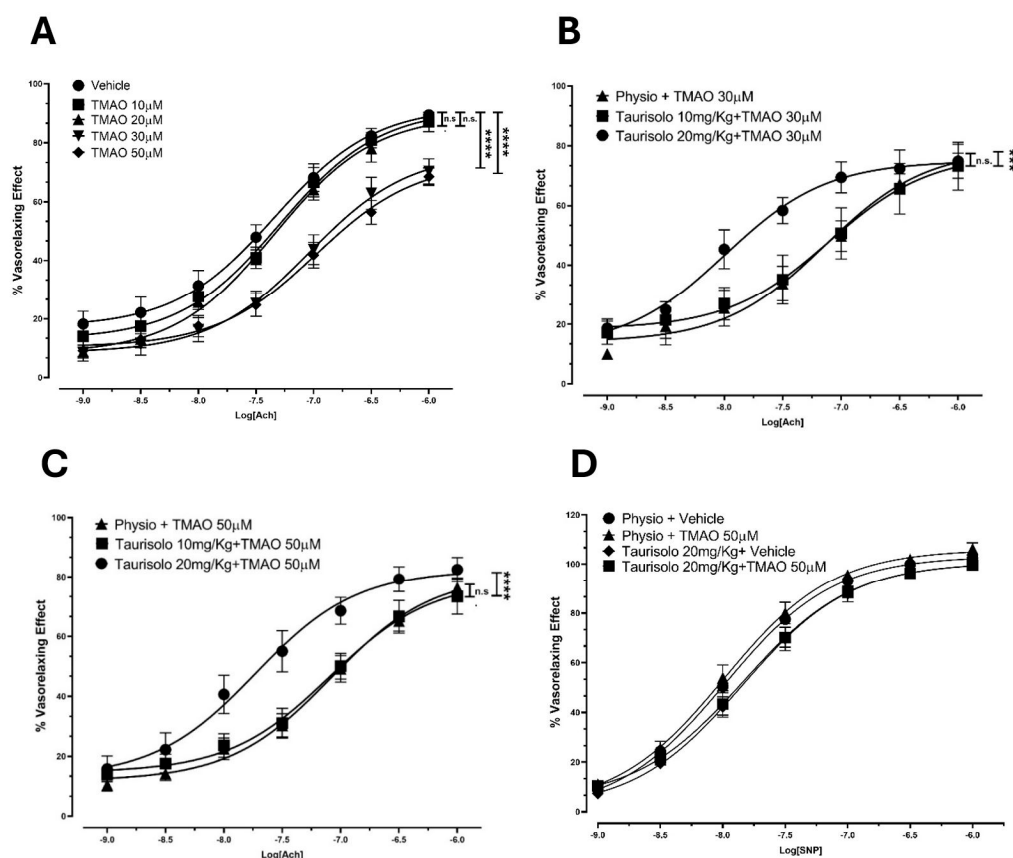 A
Vehicle
TMAO 10μM
TMAO 20μM
TMAO 30μM
TMAO 50μM
n.s
n.s.
****
****
% Vasorelaxing Effect
100
80
60
40
20
0
-9.0 -8.5 -8.0 -7.5 -7.0 -6.5 -6.0
Log[Ach]
B
Physio + TMAO 30μM
Taurisolo 10mg/Kg+TMAO 30μM
Taurisolo 20mg/Kg+TMAO 30μM
n.s.
***
% Vasorelaxing Effect
100
80
60
40
20
0
-9.0 -8.5 -8.0 -7.5 -7.0 -6.5 -6.0
Log[Ach]
C
Physio + TMAO 50μM
Taurisolo 10mg/Kg+TMAO 50μM
Taurisolo 20mg/Kg+TMAO 50μM
n.s
****
% Vasorelaxing Effect
100
80
60
40
20
0
-9.0 -8.5 -8.0 -7.5 -7.0 -6.5 -6.0
Log[Ach]
D
Physio + Vehicle
Physio + TMAO 50μM
Taurisolo 20mg/Kg+ Vehicle
Taurisolo 20mg/Kg+TMAO 50μM
% Vasorelaxing Effect
120
100
80
60
40
20
0
-9.0 -8.5 -8.0 -7.5 -7.0 -6.5 -6.0
Log[SNP]